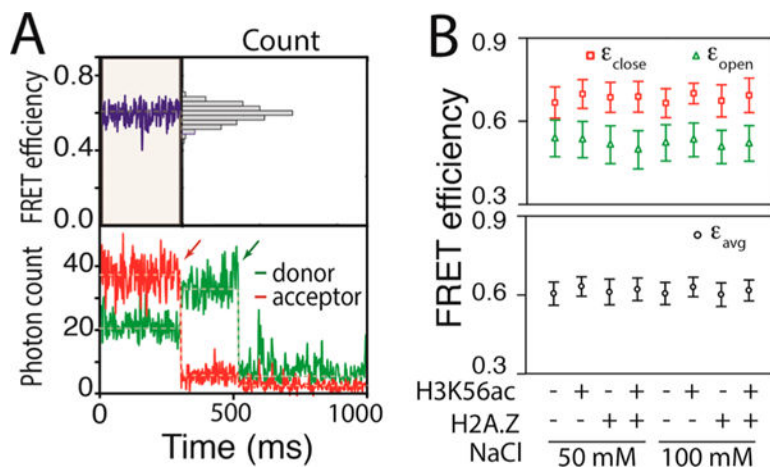 A
Count
FRET efficiency
0.8
0.4
0.0
Photon count
40
20
0
donor
acceptor
0 500 1000
Time (ms)
B
FRET efficiency
0.9
0.6
0.3
εclose εopen
0.9
0.6
0.3
εavg
H3K56ac - + - + - + - +
H2A.Z - - + + - - + +
NaCl 50 mM 100 mM